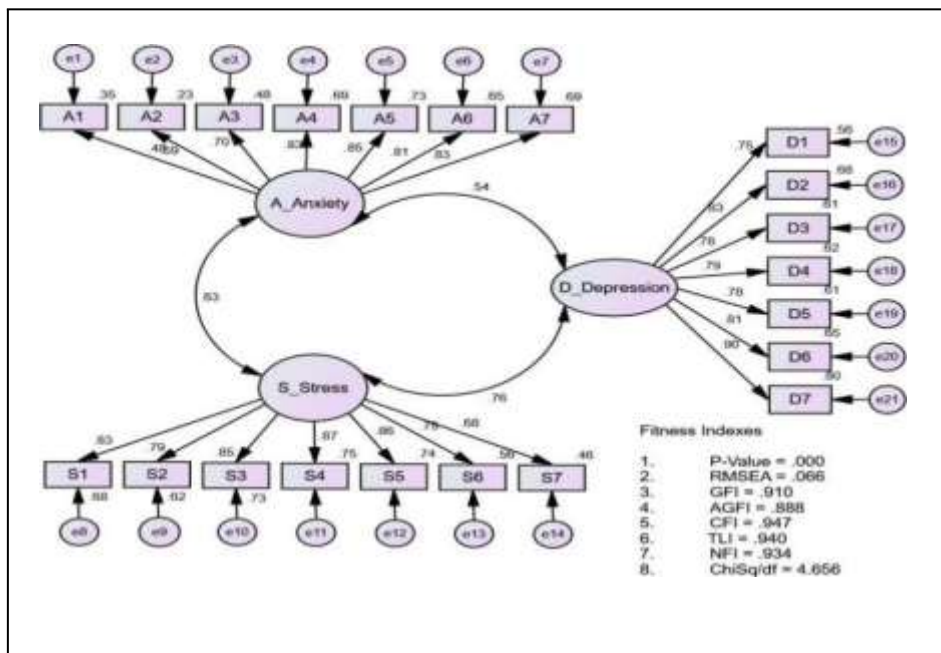 e1 e2 e3 e4 e5 e6 e7
.35 .23 .48 .69 .73 .65 .69
A1 A2 A3 A4 A5 A6 A7
.48 .59 .70 .83 .85 .81 .83
A_Anxiety
.54
.63
D_Depression
.56
D1 e15
.75
.68
D2 e16
.83
.61
D3 e17
.78
.62
D4 e18
.79
.61
D5 e19
.78
.65
D6 e20
.81
.80
D7 e21
.90
S_Stress
.76
.83 .79 .85 .87 .86 .75 .68
S1 S2 S3 S4 S5 S6 S7
.75 .74 .56 .46
.68 .62 .73
e8 e9 e10 e11 e12 e13 e14
Fitness Indexes
1. P-Value = .000
2. RMSEA = .066
3. GFI = .910
4. AGFI = .888
5. CFI = .947
6. TLI = .940
7. NFI = .934
8. ChiSq/df = 4.656